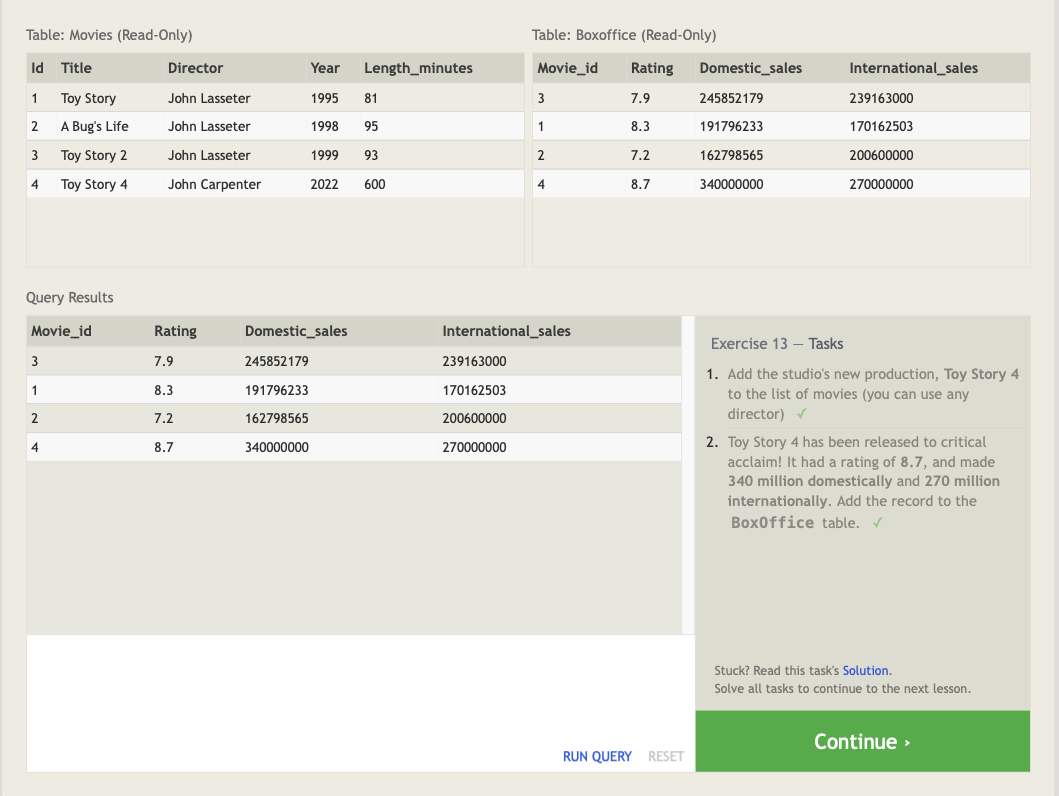 Table: Movies (Read-Only)
Id Title Director Year Length_minutes
1 Toy Story John Lasseter 1995 81
2 A Bug's Life John Lasseter 1998 95
3 Toy Story 2 John Lasseter 1999 93
4 Toy Story 4 John Carpenter 2022 600
Table: Boxoffice (Read-Only)
Movie_id Rating Domestic_sales International_sales
3 7.9 245852179 239163000
1 8.3 191796233 170162503
2 7.2 162798565 200600000
4 8.7 340000000 270000000
Query Results
Movie_id Rating Domestic_sales International_sales
3 7.9 245852179 239163000
1 8.3 191796233 170162503
2 7.2 162798565 200600000
4 8.7 340000000 270000000
RUN QUERY RESET
Exercise 13 — Tasks
1. Add the studio's new production, Toy Story 4
to the list of movies (you can use any
director) ✓
2. Toy Story 4 has been released to critical
acclaim! It had a rating of 8.7, and made
340 million domestically and 270 million
internationally. Add the record to the
BoxOffice table. ✓
Stuck? Read this task's Solution.
Solve all tasks to continue to the next lesson.
Continue ›